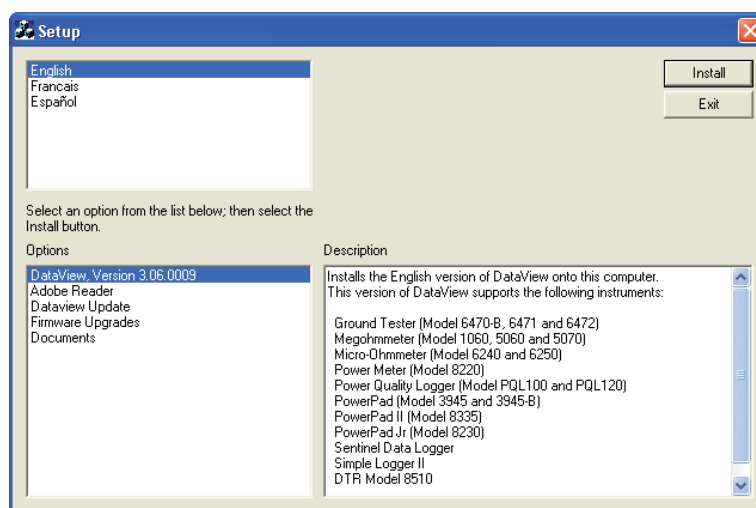 Setup
English
Francais
Español
Install
Exit
Select an option from the list below; then select the
Install button.
Options
DataView, Version 3.06.0009
Adobe Reader
Dataview Update
Firmware Upgrades
Documents
Description
Installs the English version of DataView onto this computer.
This version of DataView supports the following instruments:
Ground Tester (Model 6470-B, 6471 and 6472)
Megohmmeter (Model 1060, 5060 and 5070)
Micro-Ohmmeter (Model 6240 and 6250)
Power Meter (Model 8220)
Power Quality Logger (Model PQL100 and PQL120)
PowerPad (Model 3945 and 3945-B)
PowerPad II (Model 8335)
PowerPad Jr (Model 8230)
Sentinel Data Logger
Simple Logger II
DTR Model 8510